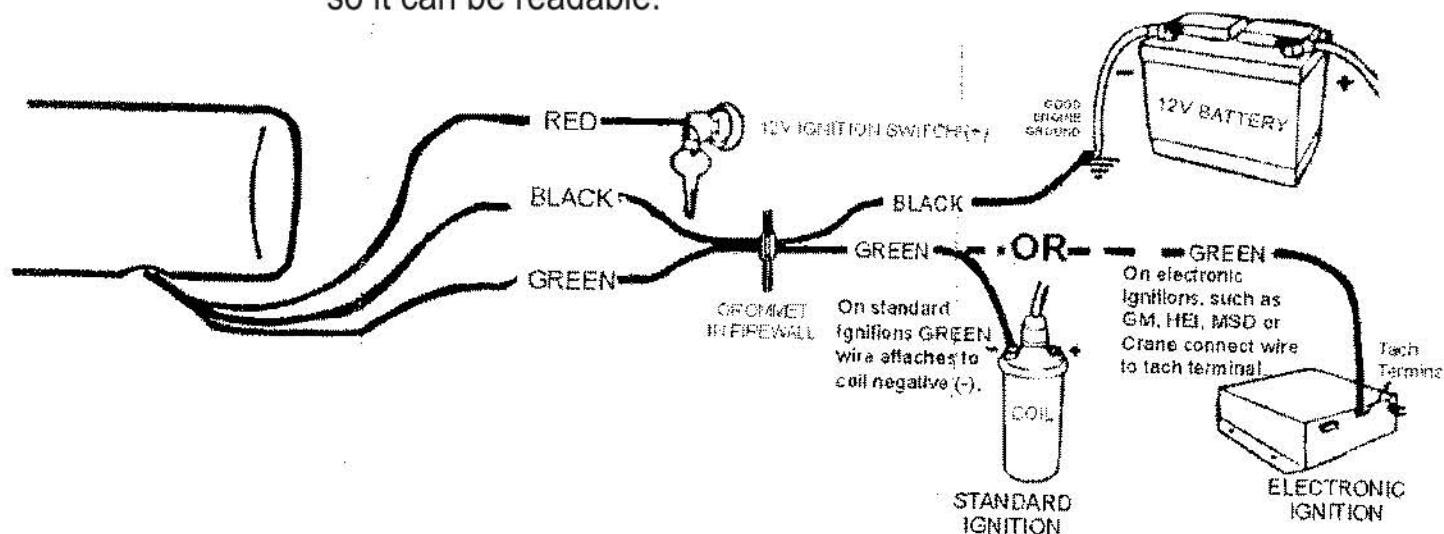 so it can be readable.
RED
12V IGNITION SWITCH (+)
GOOD
ENGINE
GROUND
-
+
12V BATTERY
BLACK
BLACK
GREEN
GREEN
OR
GREEN
GROMMET
IN FIREWALL
On standard
ignitions GREEN
wire attaches to
coil negative (-).
-
+
COIL
STANDARD
IGNITION
On electronic
ignitions, such as
GM, HEI, MSD or
Crane connect wire
to tach terminal.
Tach
Termina
ELECTRONIC
IGNITION